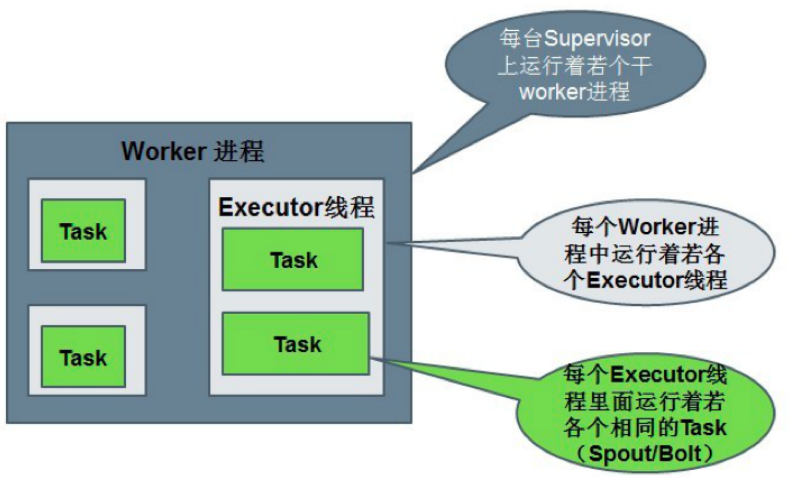 每台Supervisor
上运行着若个干
worker进程
Worker 进程
Task
Executor线程
Task
Task
Task
每个Worker进
程中运行着若各
个Executor线程
每个Executor线
程里面运行着若
各个相同的Task
（Spout/Bolt）